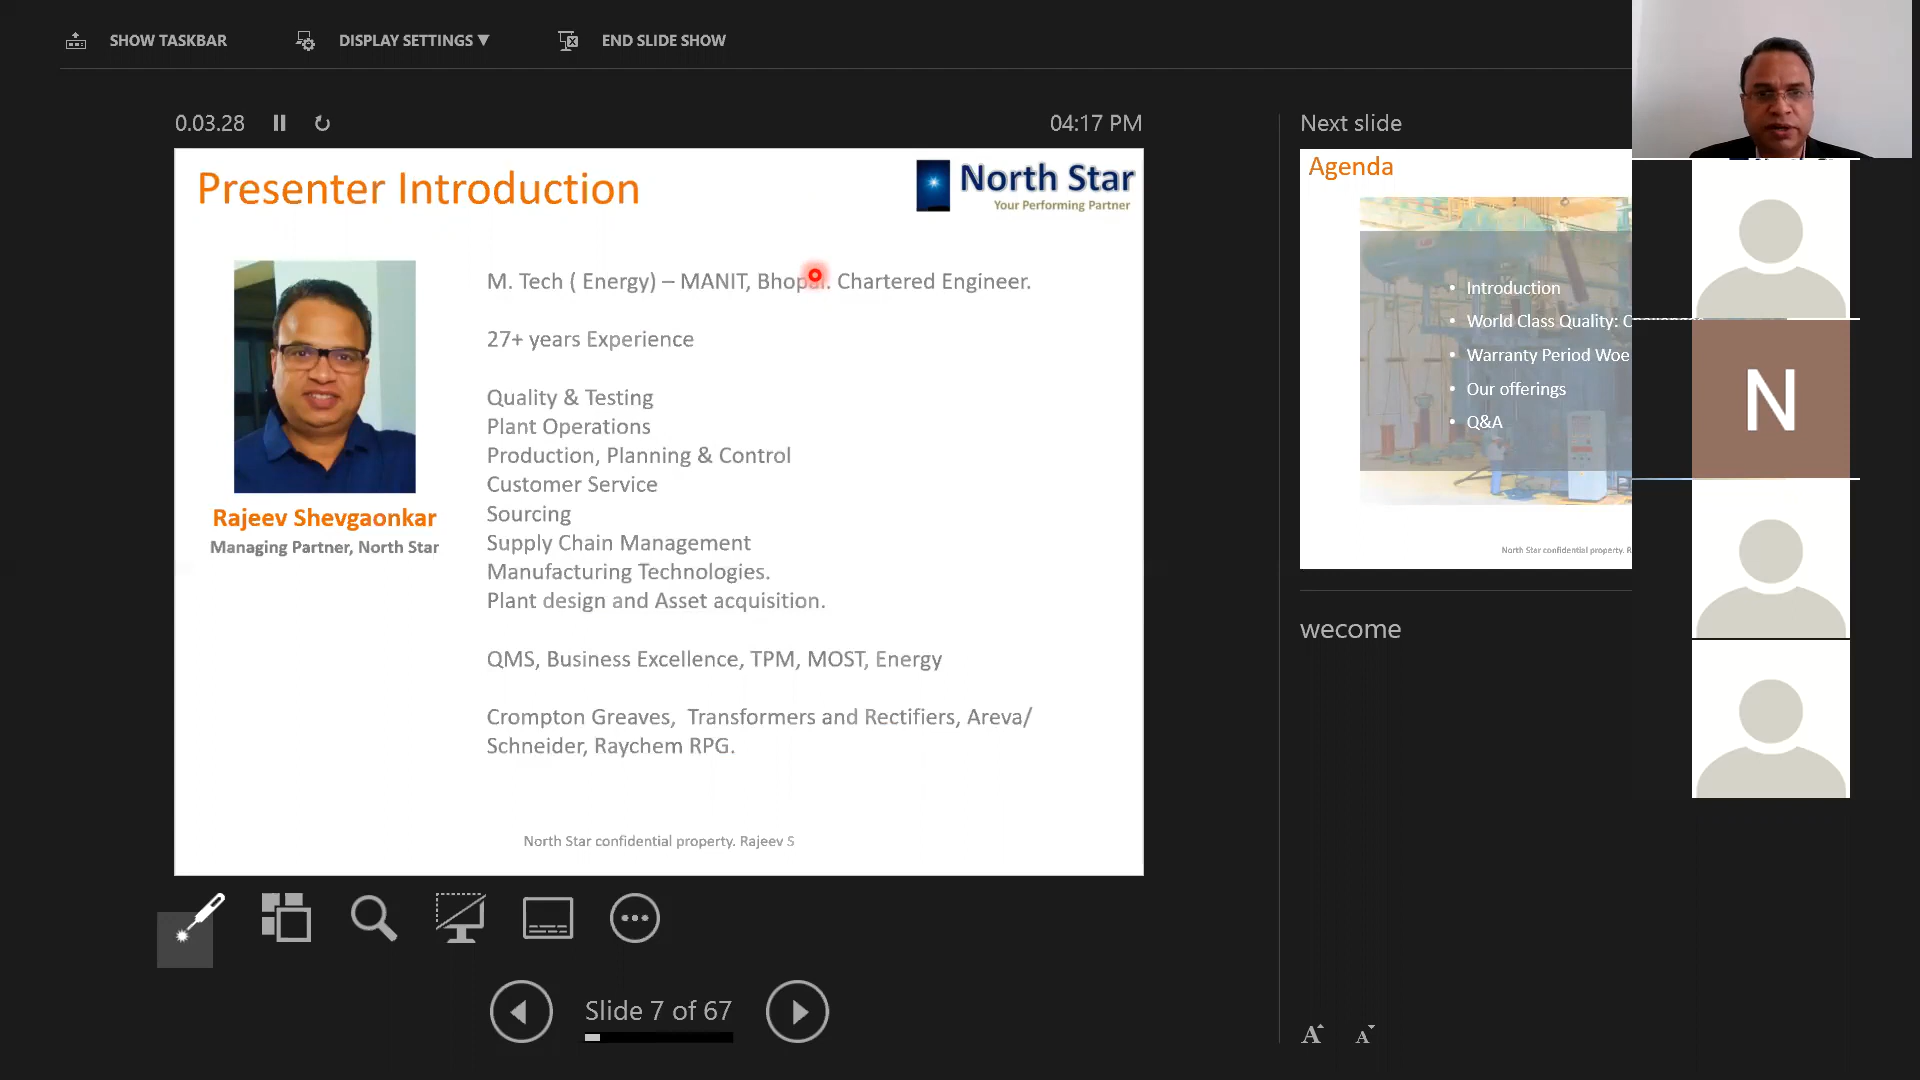 SHOW TASKBAR
DISPLAY SETTINGS ▼
END SLIDE SHOW
0.03.28
04:17 PM
Presenter Introduction
North Star
Your Performing Partner
M. Tech ( Energy) – MANIT, Bhopal. Chartered Engineer.
27+ years Experience
Quality & Testing
Plant Operations
Production, Planning & Control
Customer Service
Sourcing
Supply Chain Management
Manufacturing Technologies.
Plant design and Asset acquisition.
QMS, Business Excellence, TPM, MOST, Energy
Crompton Greaves, Transformers and Rectifiers, Areva/
Schneider, Raychem RPG.
Rajeev Shevgaonkar
Managing Partner, North Star
North Star confidential property. Rajeev S
Slide 7 of 67
Next slide
Agenda
• Introduction
• World Class Quality:
• Warranty Period Woe
• Our offerings
• Q&A
North Star confidential property. R
wecome
A A
N